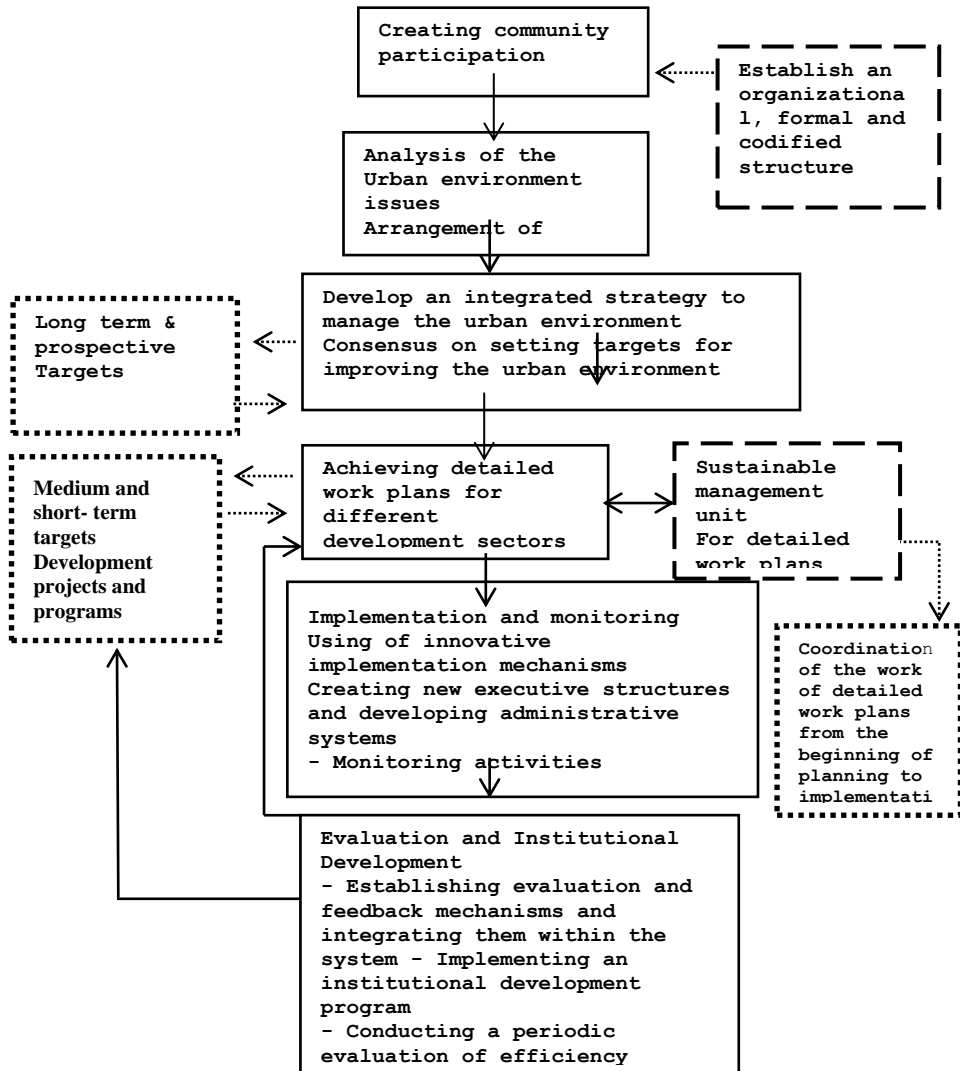 Creating community
participation
Establish an
organizationa
l, formal and
codified
structure
Analysis of the
Urban environment
issues
Arrangement of
Develop an integrated strategy to
manage the urban environment
Consensus on setting targets for
improving the urban environment
Long term &
prospective
Targets
Achieving detailed
work plans for
different
development sectors
Sustainable
management
unit
For detailed
work plans
Medium and
short- term
targets
Development
projects and
programs
Implementation and monitoring
Using of innovative
implementation mechanisms
Creating new executive structures
and developing administrative
systems
- Monitoring activities
Coordination
of the work
of detailed
work plans
from the
beginning of
planning to
implementati
Evaluation and Institutional
Development
- Establishing evaluation and
feedback mechanisms and
integrating them within the
system - Implementing an
institutional development
program
- Conducting a periodic
evaluation of efficiency